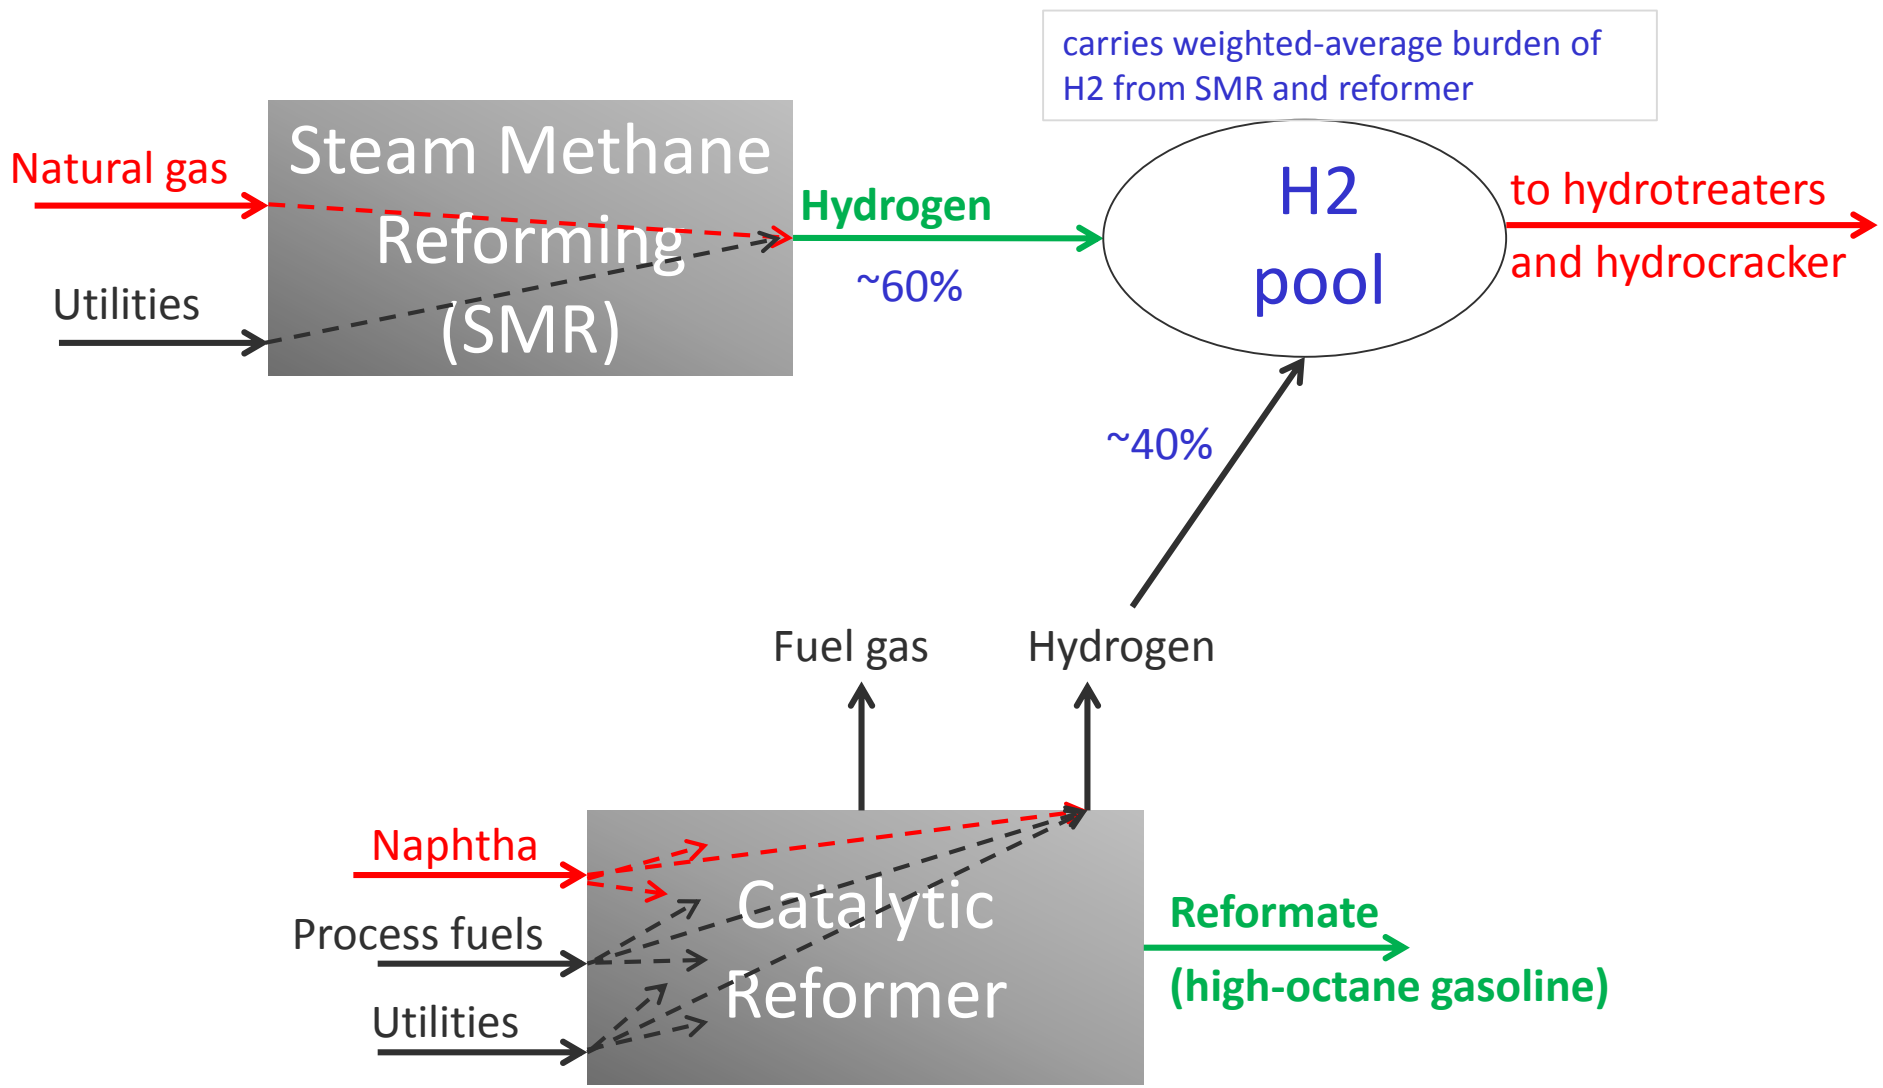 carries weighted-average burden of
H2 from SMR and reformer
Steam Methane
Reforming
(SMR)
Natural gas
Utilities
Hydrogen
~60%
H2
pool
to hydrotreaters
and hydrocracker
~40%
Fuel gas
Hydrogen
Naphtha
Process fuels
Utilities
Catalytic
Reformer
Reformate
(high-octane gasoline)